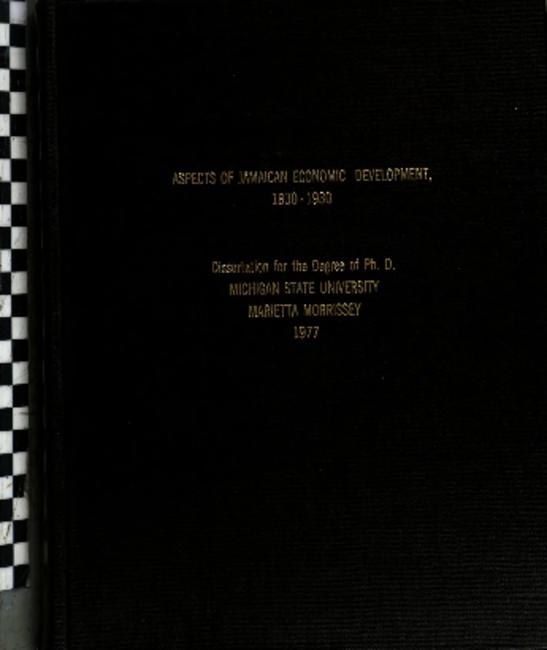 ASPECTS OF JAMAICAN ECONOMIC DEVELOPMENT,
1830-1930
Dissertation for the Degree of Ph. D.
MICHIGAN STATE UNIVERSITY
MARIETTA MORRISSEY
1977